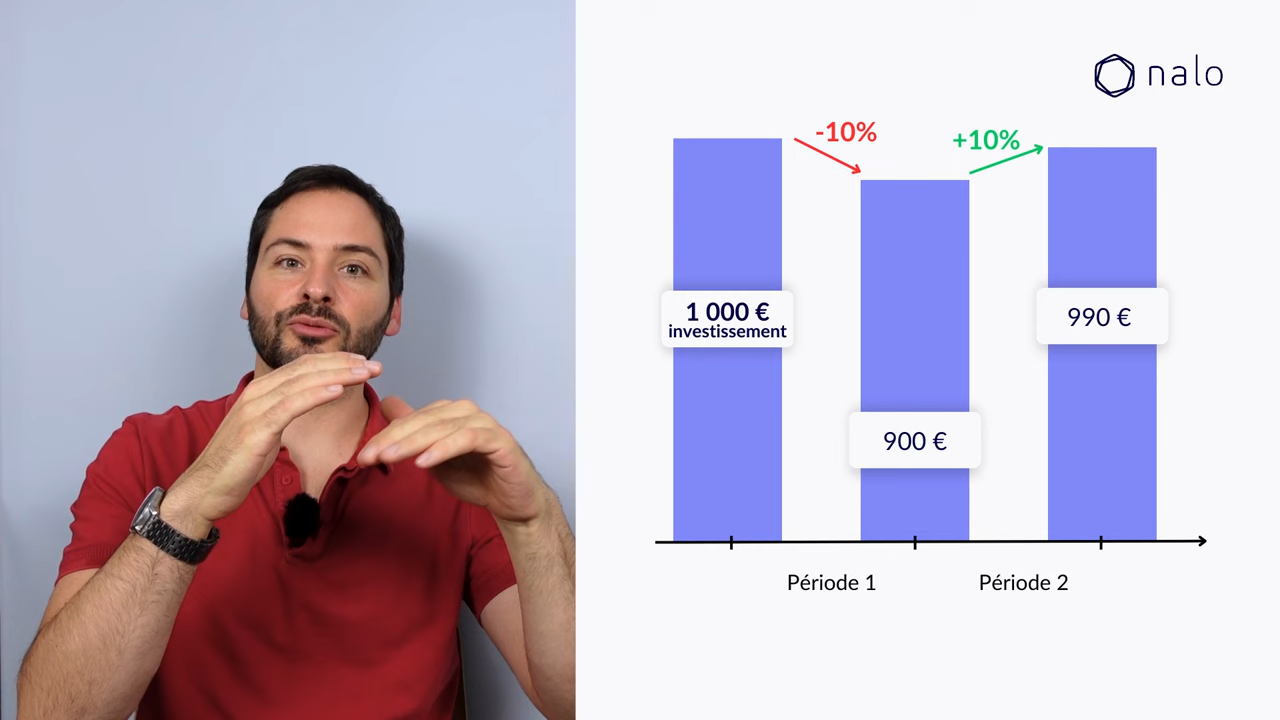 nalo
-10%
+10%
1 000 €
investissement
990 €
900 €
Période 1
Période 2